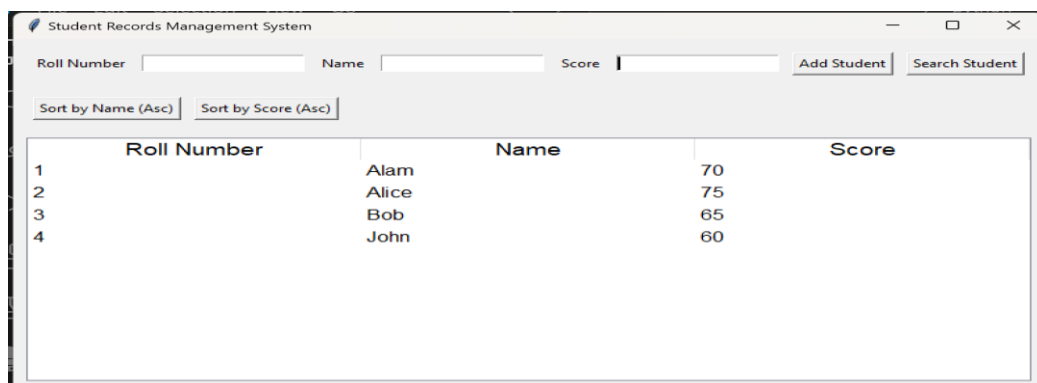 Student Records Management System
Roll Number Name Score Add Student Search Student
Sort by Name (Asc) Sort by Score (Asc)
Roll Number Name Score
1 Alam 70
2 Alice 75
3 Bob 65
4 John 60